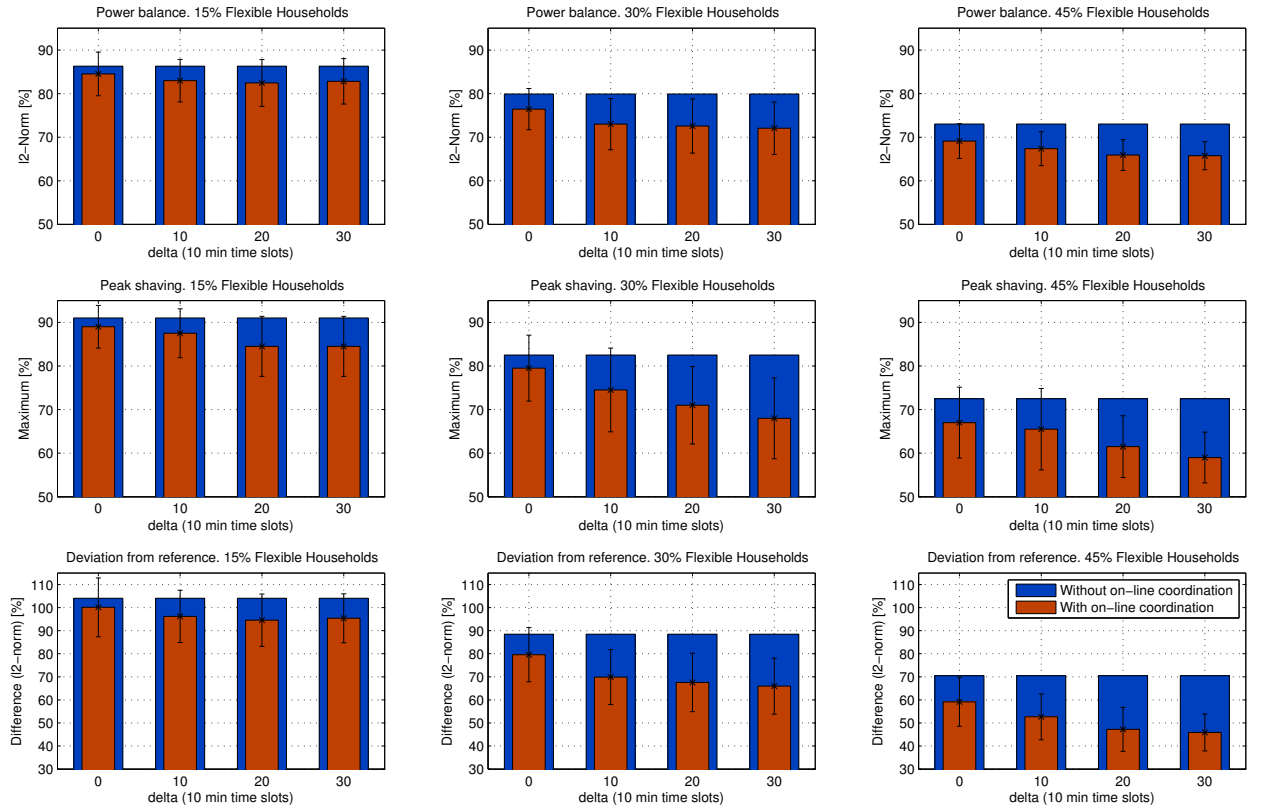 Power balance. 15% Flexible Households
Power balance. 30% Flexible Households
Power balance. 45% Flexible Households
l2−Norm [%]
90
80
70
60
50
0 10 20 30
delta (10 min time slots)
l2−Norm [%]
90
80
70
60
50
0 10 20 30
delta (10 min time slots)
l2−Norm [%]
90
80
70
60
50
0 10 20 30
delta (10 min time slots)
Peak shaving. 15% Flexible Households
Peak shaving. 30% Flexible Households
Peak shaving. 45% Flexible Households
Maximum [%]
90
80
70
60
50
0 10 20 30
delta (10 min time slots)
Maximum [%]
90
80
70
60
50
0 10 20 30
delta (10 min time slots)
Maximum [%]
90
80
70
60
50
0 10 20 30
delta (10 min time slots)
Deviation from reference. 15% Flexible Households
Deviation from reference. 30% Flexible Households
Deviation from reference. 45% Flexible Households
Difference (l2−norm) [%]
110
100
90
80
70
60
50
40
30
0 10 20 30
delta (10 min time slots)
Difference (l2−norm) [%]
110
100
90
80
70
60
50
40
30
0 10 20 30
delta (10 min time slots)
Difference (l2−norm) [%]
110
100
90
80
70
60
50
40
30
0 10 20 30
delta (10 min time slots)
Without on−line coordination
With on−line coordination